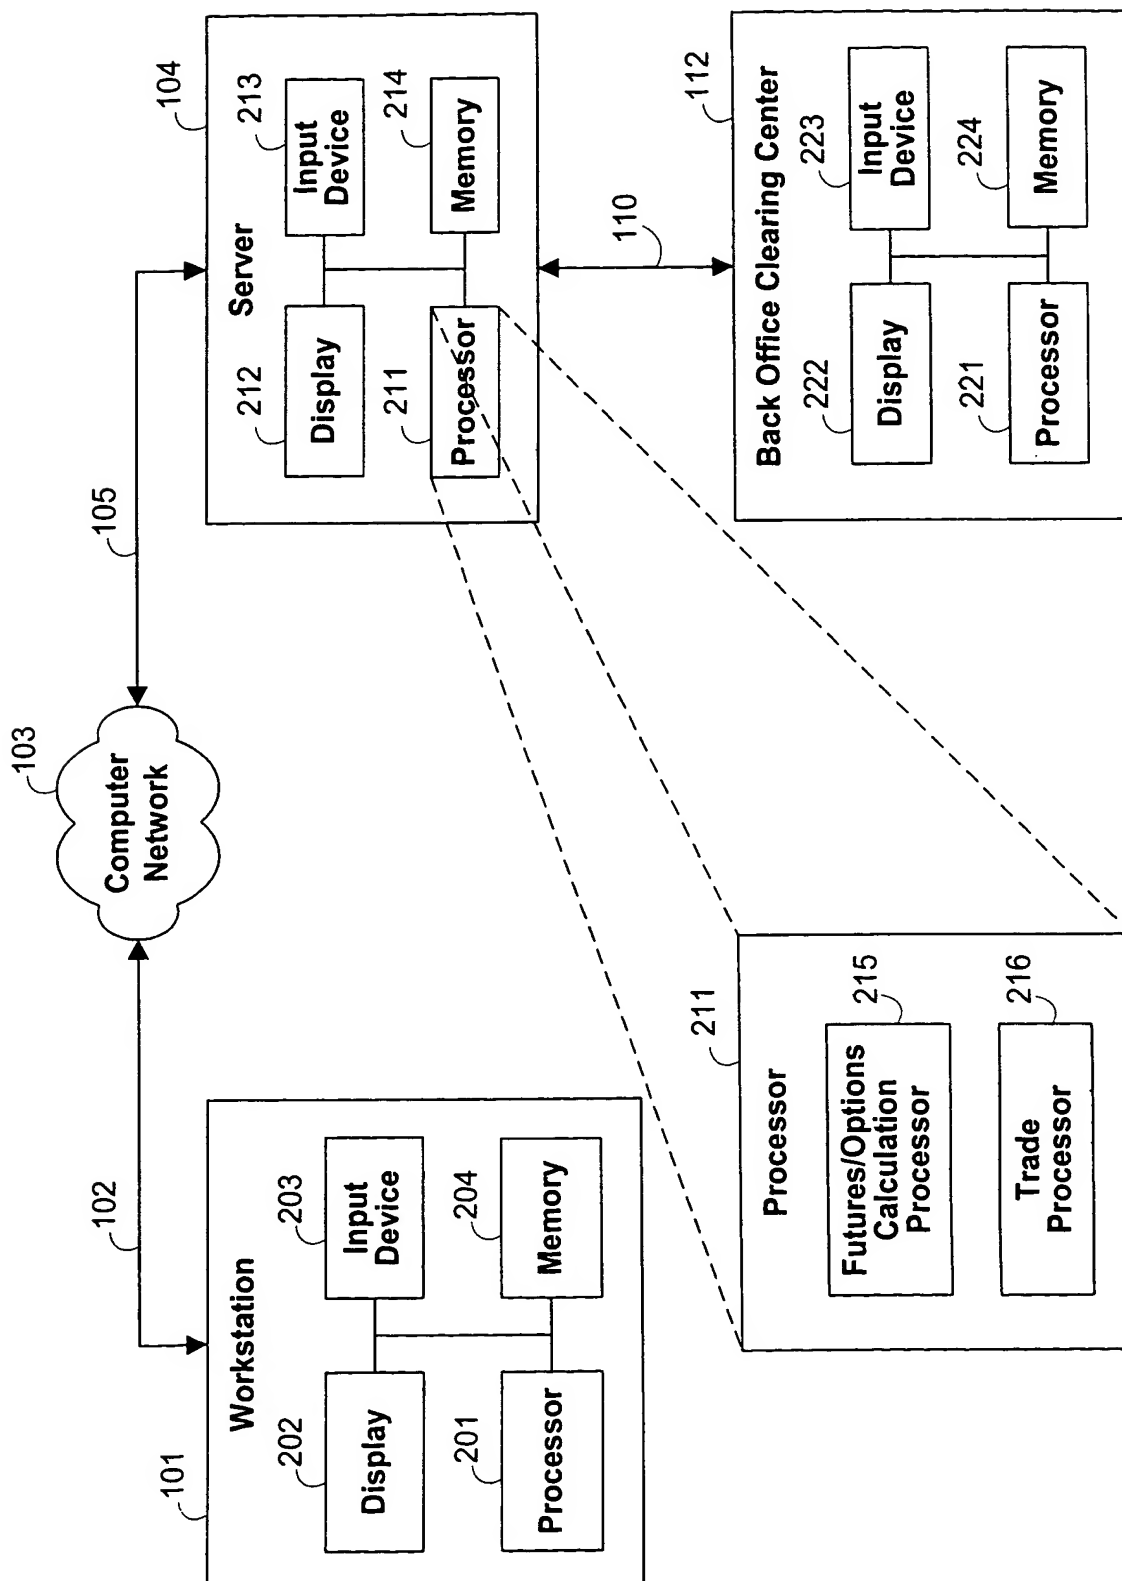 101
Workstation
202
Display
203
Input
Device
201
Processor
204
Memory
102
103
Computer
Network
105
104
Server
212
Display
213
Input
Device
211
Processor
214
Memory
110
112
Back Office Clearing Center
222
Display
223
Input
Device
221
Processor
224
Memory
211
Processor
215
Futures/Options
Calculation
Processor
216
Trade
Processor